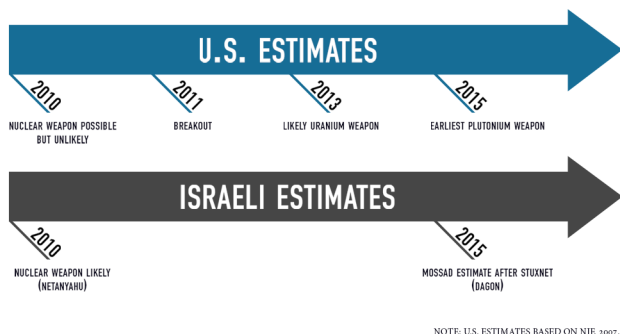 U.S. ESTIMATES
2010
2011
2013
2015
NUCLEAR WEAPON POSSIBLE
BUT UNLIKELY
BREAKOUT
LIKELY URANIUM WEAPON
EARLIEST PLUTONIUM WEAPON
ISRAELI ESTIMATES
2010
2015
NUCLEAR WEAPON LIKELY
(NETANYAHU)
MOSSAD ESTIMATE AFTER STUXNET
(DAGON)
NOTE: U.S. ESTIMATES BASED ON NIE, 2007.